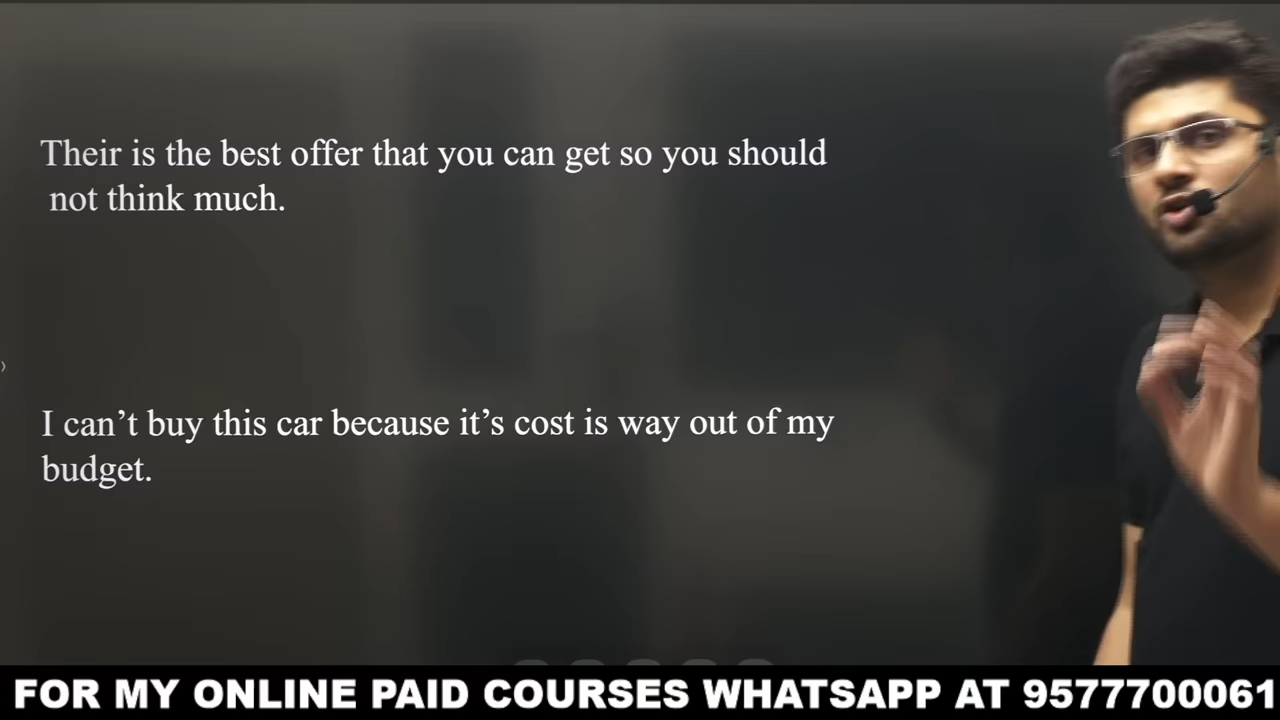 Their is the best offer that you can get so you should
not think much.
I can’t buy this car because it’s cost is way out of my
budget.
FOR MY ONLINE PAID COURSES WHATSAPP AT 9577700061